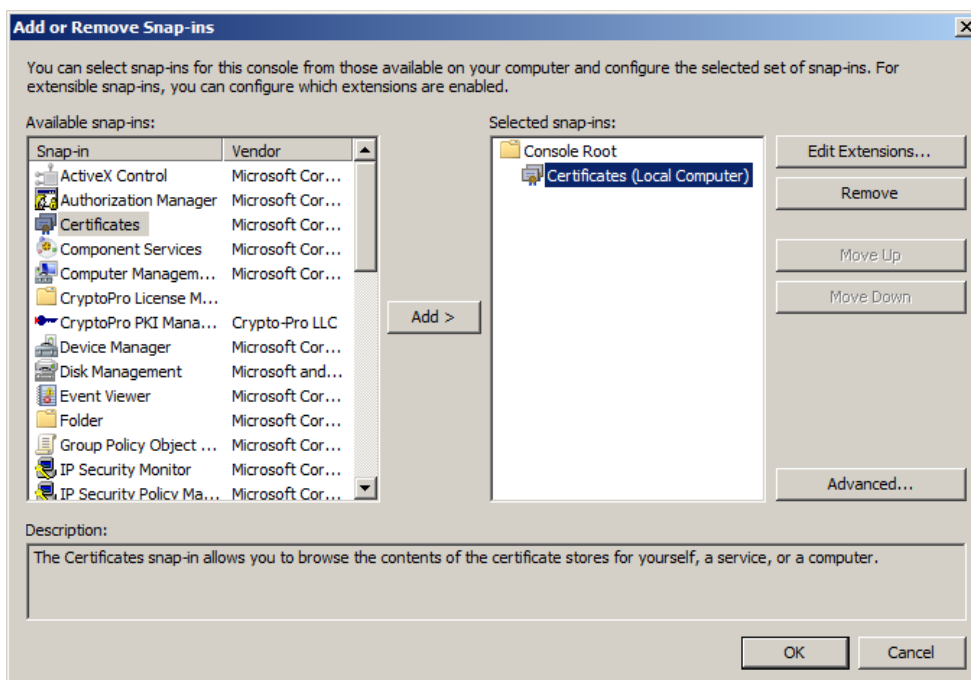 Add or Remove Snap-ins
You can select snap-ins for this console from those available on your computer and configure the selected set of snap-ins. For
extensible snap-ins, you can configure which extensions are enabled.
Available snap-ins:
Snap-in Vendor
ActiveX Control Microsoft Cor...
Authorization Manager Microsoft Cor...
Certificates Microsoft Cor...
Component Services Microsoft Cor...
Computer Managem... Microsoft Cor...
CryptoPro License M...
CryptoPro PKI Mana... Crypto-Pro LLC
Device Manager Microsoft Cor...
Disk Management Microsoft and...
Event Viewer Microsoft Cor...
Folder Microsoft Cor...
Group Policy Object ... Microsoft Cor...
IP Security Monitor Microsoft Cor...
IP Security Policy Ma... Microsoft Cor...
Add >
Selected snap-ins:
Console Root
Certificates (Local Computer)
Edit Extensions...
Remove
Move Up
Move Down
Advanced...
Description:
The Certificates snap-in allows you to browse the contents of the certificate stores for yourself, a service, or a computer.
OK
Cancel